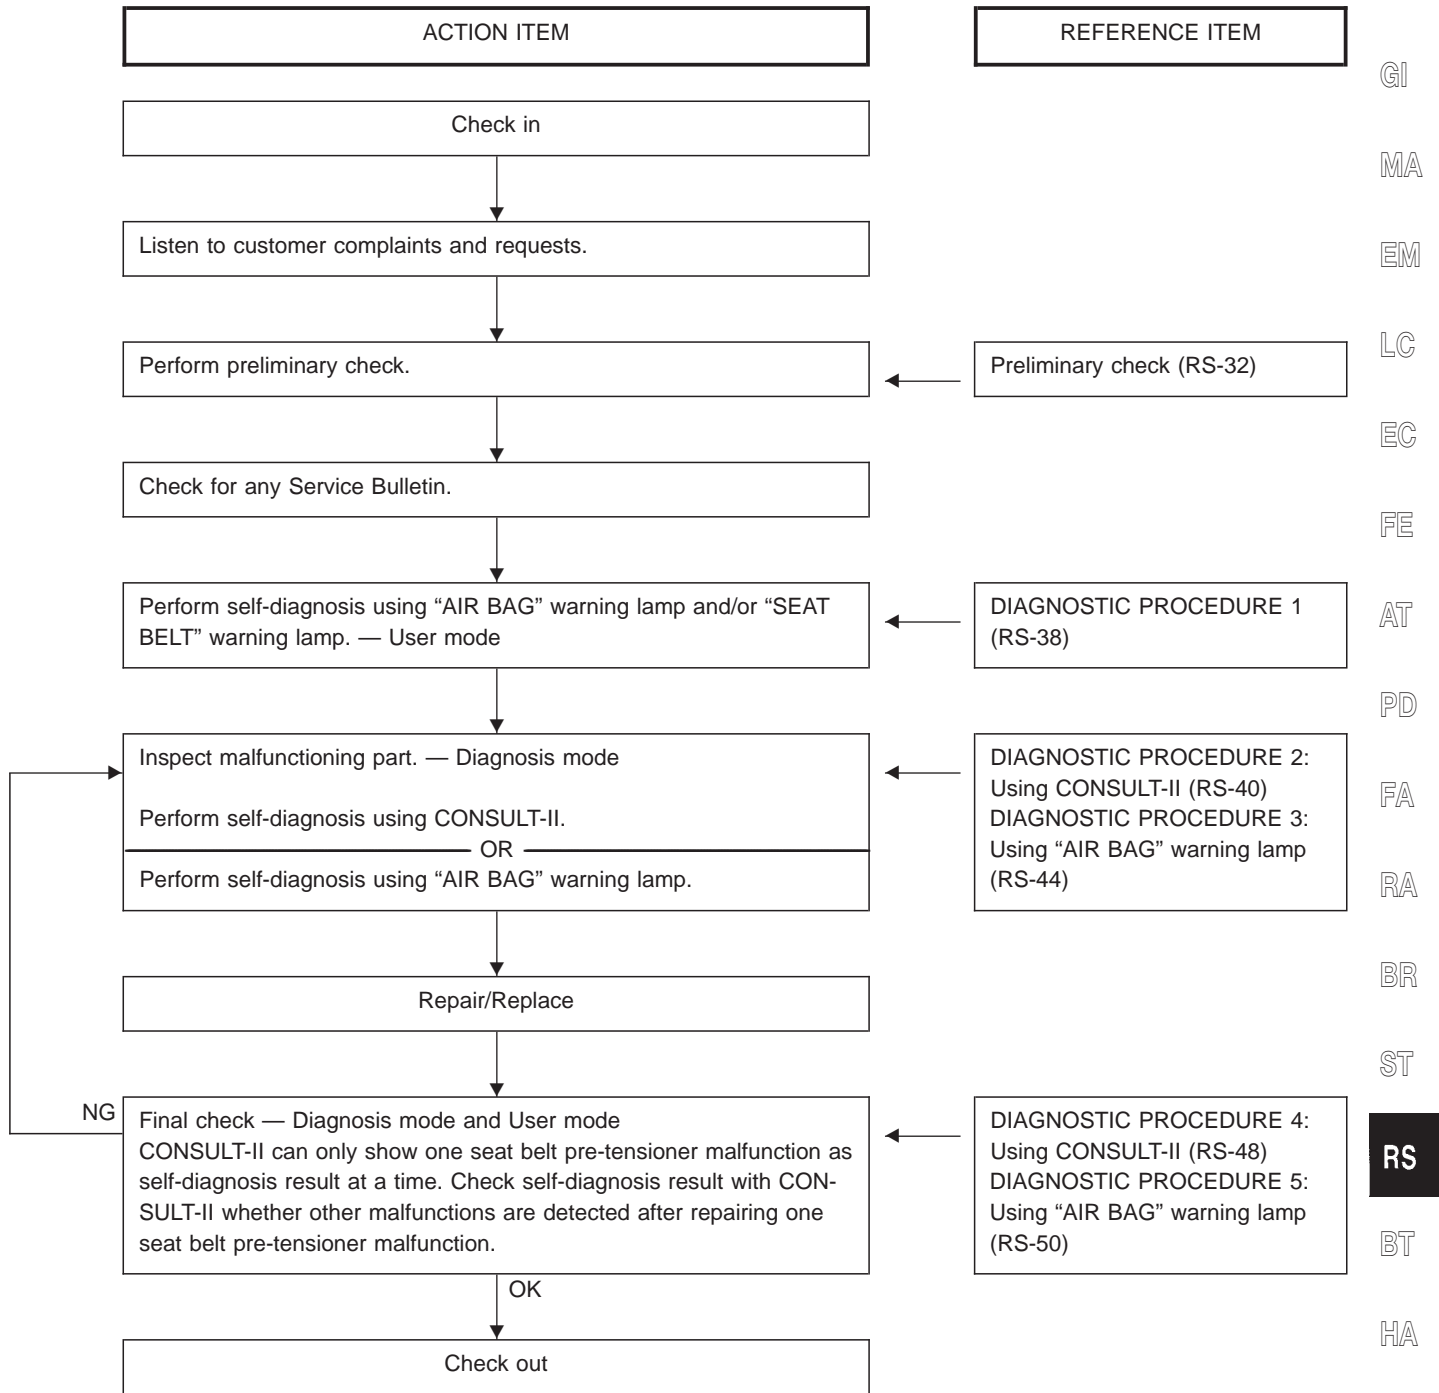 ACTION ITEM
REFERENCE ITEM
Check in
Listen to customer complaints and requests.
Perform preliminary check.
Preliminary check (RS-32)
Check for any Service Bulletin.
Perform self-diagnosis using “AIR BAG” warning lamp and/or “SEAT
BELT” warning lamp. — User mode
DIAGNOSTIC PROCEDURE 1
(RS-38)
Inspect malfunctioning part. — Diagnosis mode
Perform self-diagnosis using CONSULT-II.
OR
Perform self-diagnosis using “AIR BAG” warning lamp.
DIAGNOSTIC PROCEDURE 2:
Using CONSULT-II (RS-40)
DIAGNOSTIC PROCEDURE 3:
Using “AIR BAG” warning lamp
(RS-44)
Repair/Replace
NG
Final check — Diagnosis mode and User mode
CONSULT-II can only show one seat belt pre-tensioner malfunction as
self-diagnosis result at a time. Check self-diagnosis result with CON-
SULT-II whether other malfunctions are detected after repairing one
seat belt pre-tensioner malfunction.
DIAGNOSTIC PROCEDURE 4:
Using CONSULT-II (RS-48)
DIAGNOSTIC PROCEDURE 5:
Using “AIR BAG” warning lamp
(RS-50)
OK
Check out
GI
MA
EM
LC
EC
FE
AT
PD
FA
RA
BR
ST
RS
BT
HA